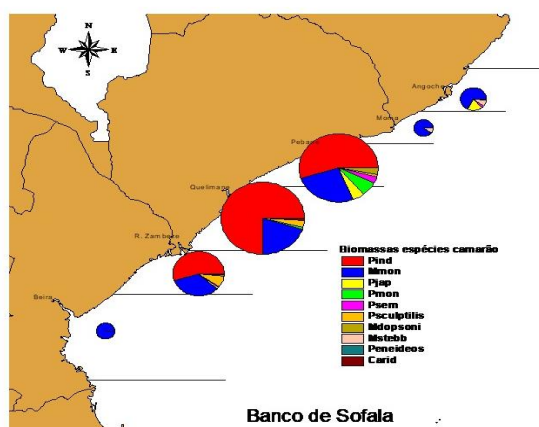 N
W E
S
Angoche
Moma
Pebane
Quelimane
R. Zambeze
Beira
Biomassas espécies camarão
Pind
Mmon
Pjap
Pmon
Psem
Psculptilis
Mdopsoni
Mstebb
Peneideos
Carid
Banco de Sofala